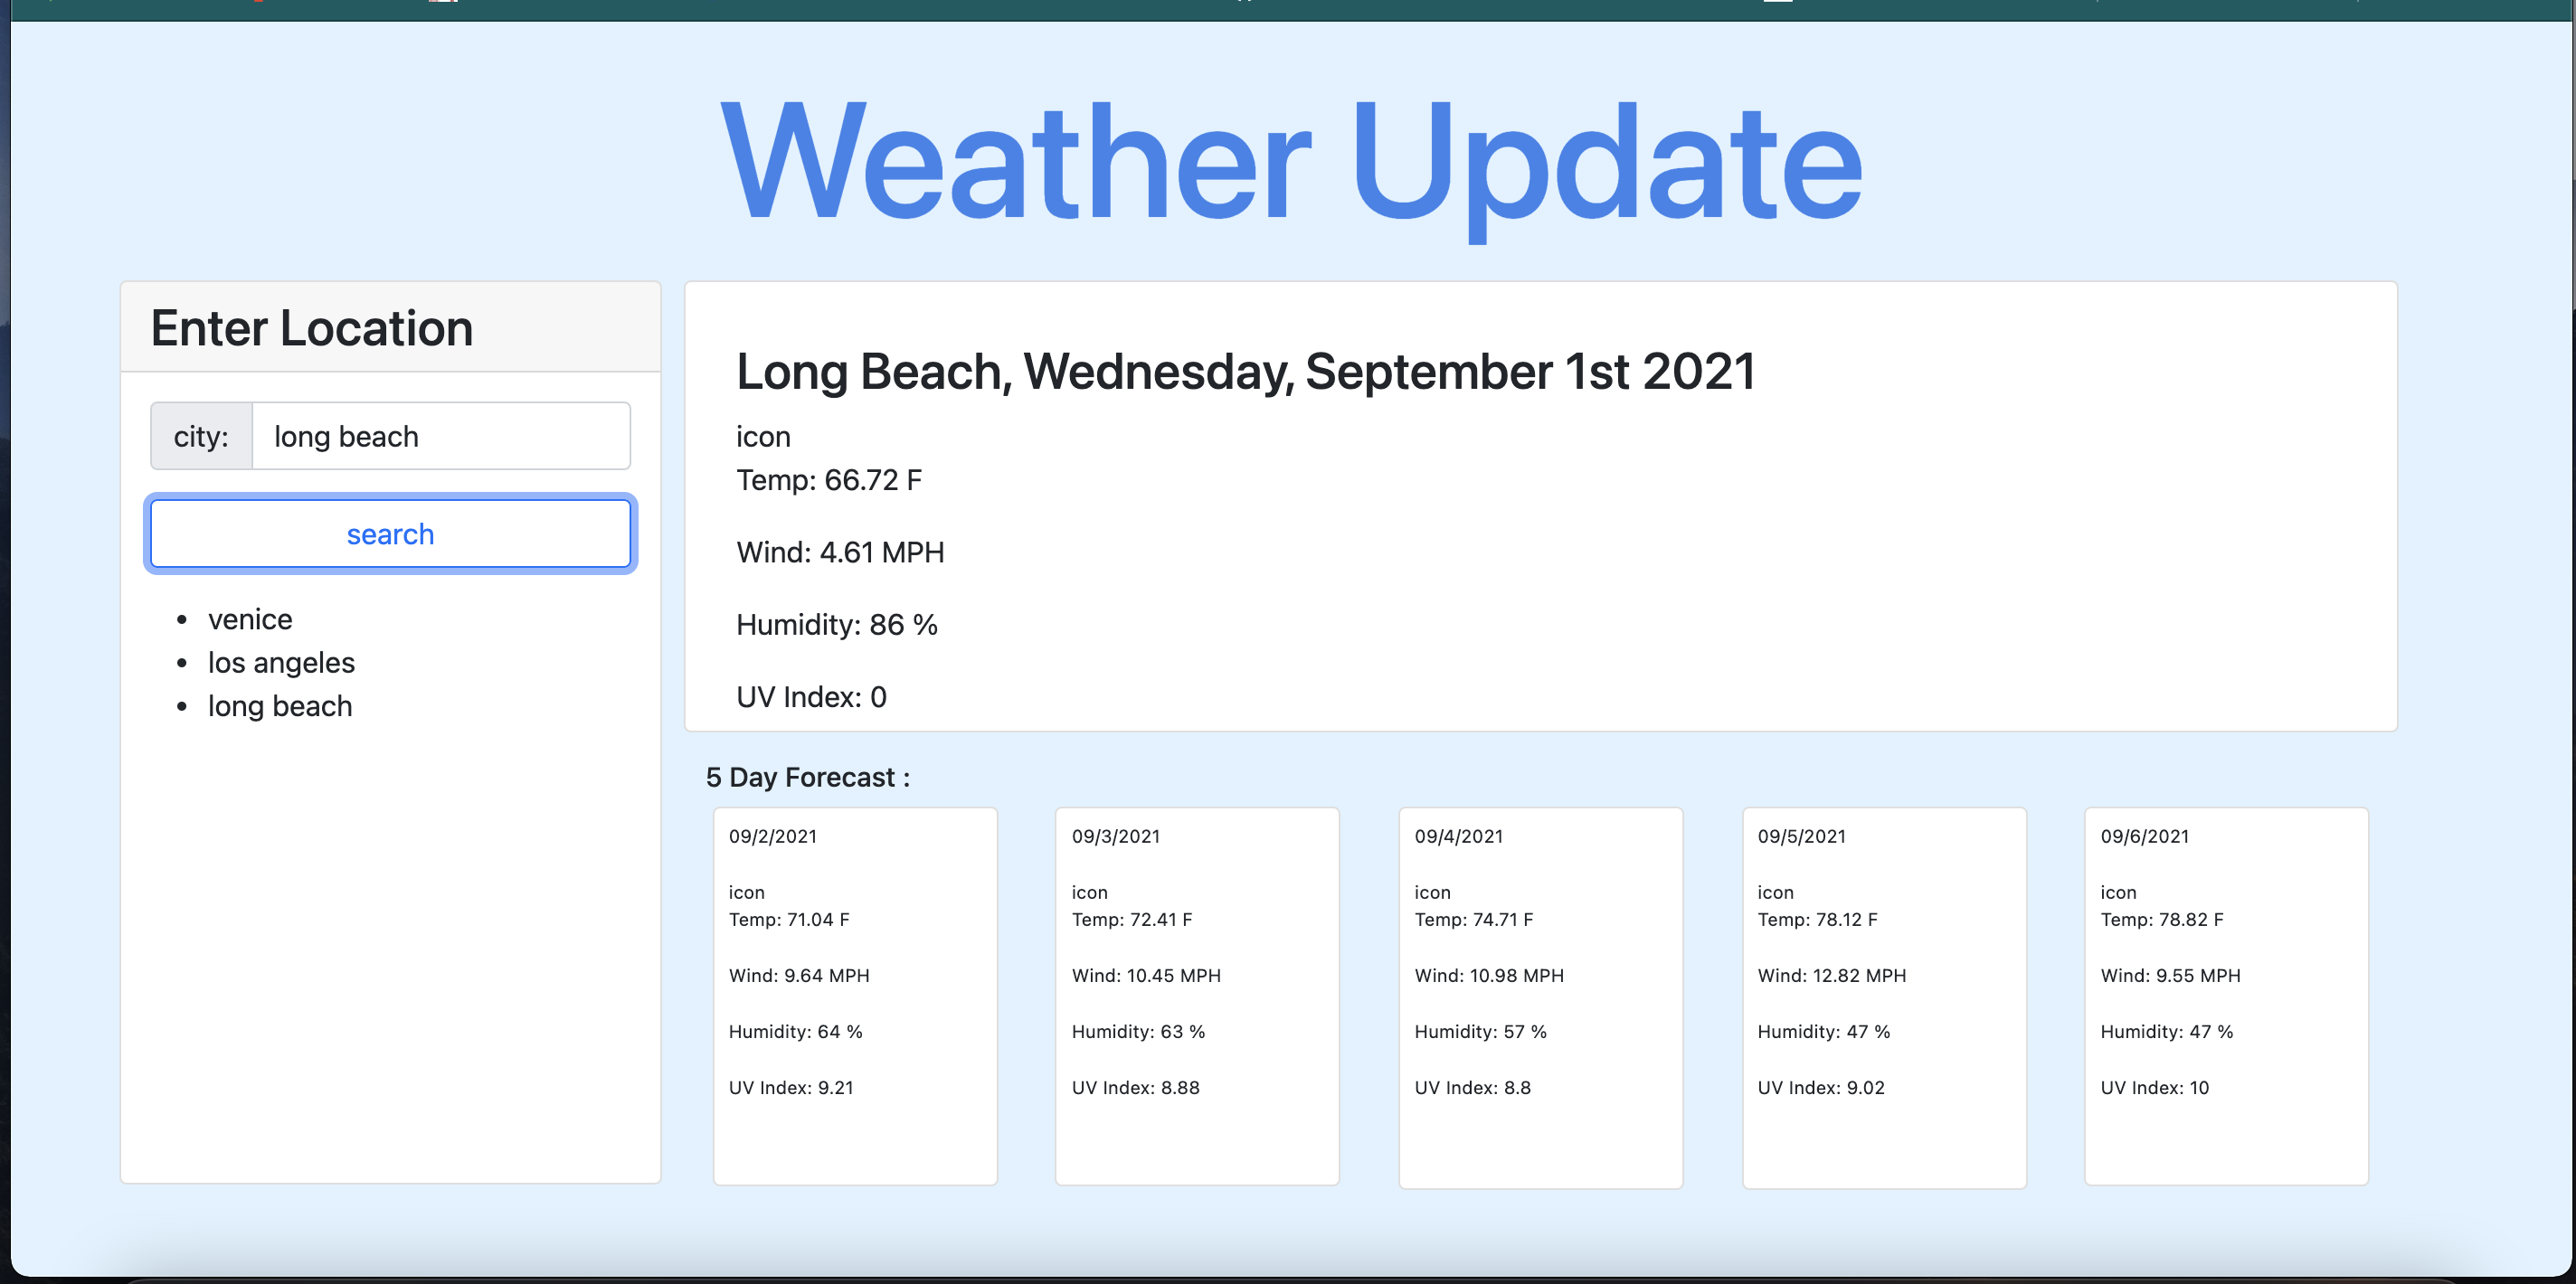 Weather Update
Enter Location
city: long beach
search
venice
los angeles
long beach
Long Beach, Wednesday, September 1st 2021
icon
Temp: 66.72 F
Wind: 4.61 MPH
Humidity: 86 %
UV Index: 0
5 Day Forecast :
09/2/2021
icon
Temp: 71.04 F
Wind: 9.64 MPH
Humidity: 64 %
UV Index: 9.21
09/3/2021
icon
Temp: 72.41 F
Wind: 10.45 MPH
Humidity: 63 %
UV Index: 8.88
09/4/2021
icon
Temp: 74.71 F
Wind: 10.98 MPH
Humidity: 57 %
UV Index: 8.8
09/5/2021
icon
Temp: 78.12 F
Wind: 12.82 MPH
Humidity: 47 %
UV Index: 9.02
09/6/2021
icon
Temp: 78.82 F
Wind: 9.55 MPH
Humidity: 47 %
UV Index: 10